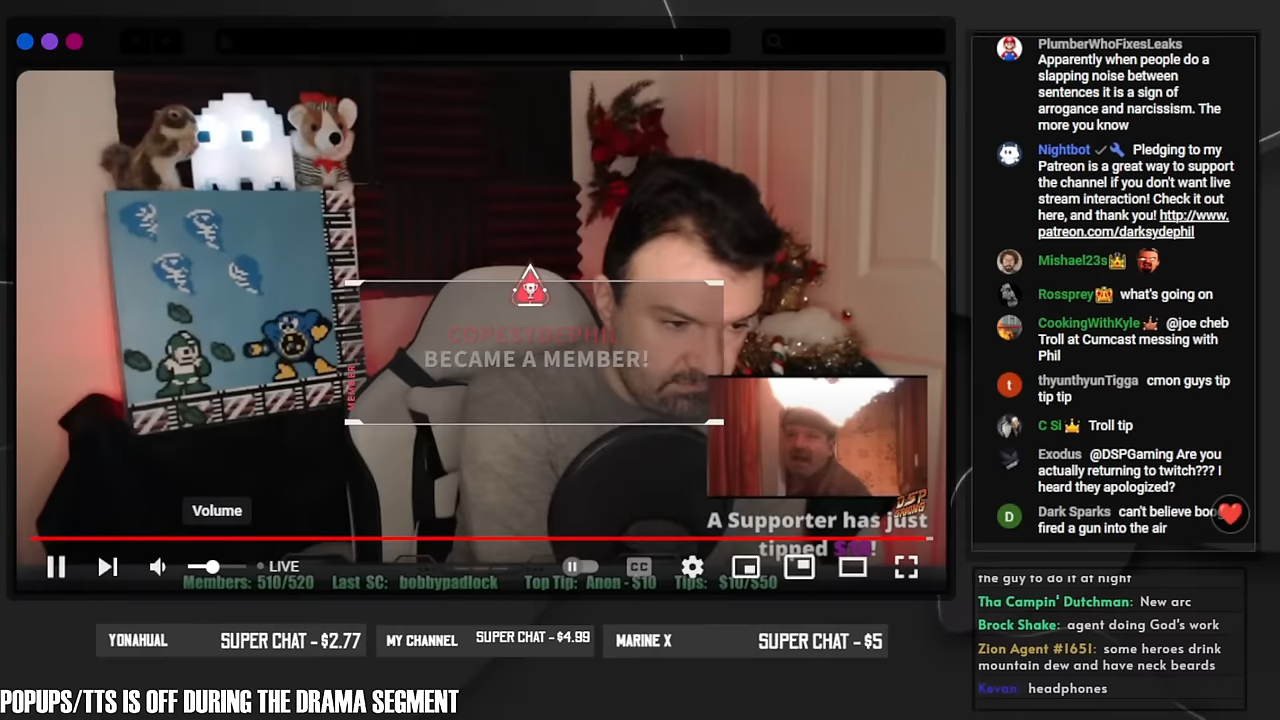 COPESYDEPHIL
BECAME A MEMBER!
MEMBER
DSP
GAMING
A Supporter has just
tipped $10!
Volume
LIVE
CC
Members: 510/520 Last SC: bobbypadlock Top Tip: Anon - $10 Tips: $10/$50
YONAHUAL SUPER CHAT - $2.77
MY CHANNEL SUPER CHAT - $4.99
MARINE X SUPER CHAT - $5
POPUPS/TTS IS OFF DURING THE DRAMA SEGMENT
PlumberWhoFixesLeaks
Apparently when people do a
slapping noise between
sentences it is a sign of
arrogance and narcissism. The
more you know
Nightbot Pledging to my
Patreon is a great way to support
the channel if you don't want live
stream interaction! Check it out
here, and thank you! http://www.
patreon.com/darksydephil
Mishael23s
Rossprey what's going on
CookingWithKyle @joe cheb
Troll at Cumcast messing with
Phil
t
thyunthyunTigga cmon guys tip
tip tip
C Si Troll tip
Exodus @DSPGaming Are you
actually returning to twitch??? I
heard they apologized?
D
Dark Sparks can't believe
fired a gun into the air
the guy to do it at night
Tha Campin' Dutchman: New arc
Brock Shake: agent doing God's work
Zion Agent #1651: some heroes drink
mountain dew and have neck beards
Kevan: headphones